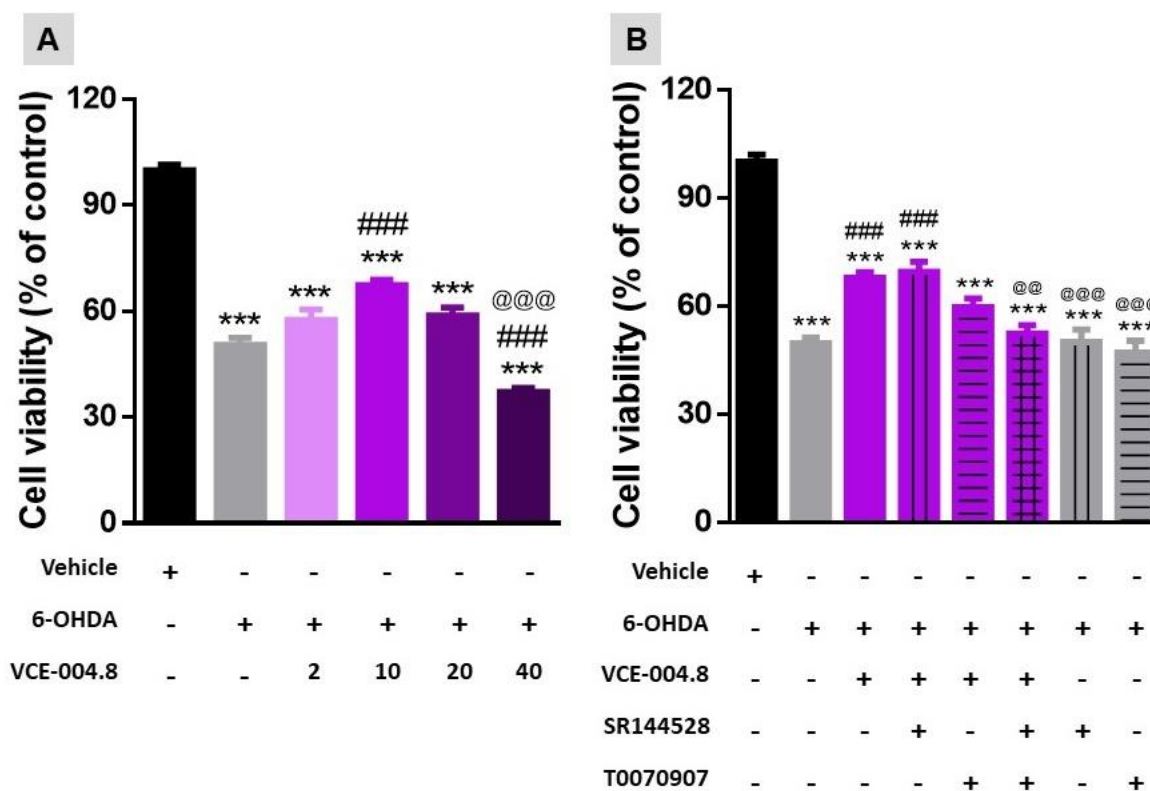 A
Cell viability (% of control)
120
90
60
30
0
***
***
###
***
***
@@@
###
***
Vehicle + - - - - -
6-OHDA - + + + + +
VCE-004.8 - - 2 10 20 40
B
Cell viability (% of control)
120
90
60
30
0
***
###
***
###
***
***
@@
***
@@@
***
@@@
***
Vehicle + - - - - - - -
6-OHDA - + + + + + + +
VCE-004.8 - - + + + + - -
SR144528 - - - + - + + -
T0070907 - - - - + + - +